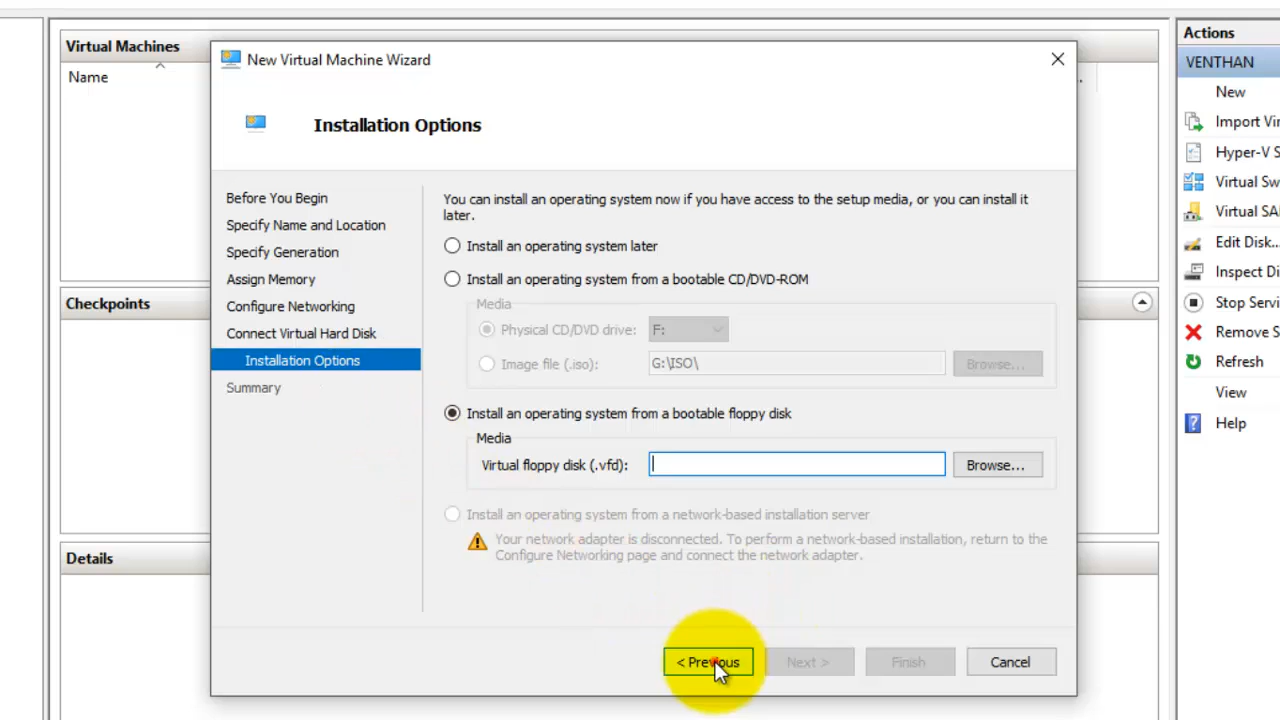 Virtual Machines
Name
New Virtual Machine Wizard
Installation Options
Before You Begin
Specify Name and Location
Specify Generation
Assign Memory
Configure Networking
Connect Virtual Hard Disk
Installation Options
Summary
You can install an operating system now if you have access to the setup media, or you can install it
later.
Install an operating system later
Install an operating system from a bootable CD/DVD-ROM
Media
Physical CD/DVD drive:
F:
Image file (.iso):
G:\ISO\
Browse...
Install an operating system from a bootable floppy disk
Media
Virtual floppy disk (.vfd):
Browse...
Install an operating system from a network-based installation server
Your network adapter is disconnected. To perform a network-based installation, return to the
Configure Networking page and connect the network adapter.
< Previous
Next >
Finish
Cancel
Checkpoints
Details
Actions
VENTHAN
New
Import Vir
Hyper-V S
Virtual Sw
Virtual SA
Edit Disk...
Inspect Di
Stop Servi
Remove S
Refresh
View
Help